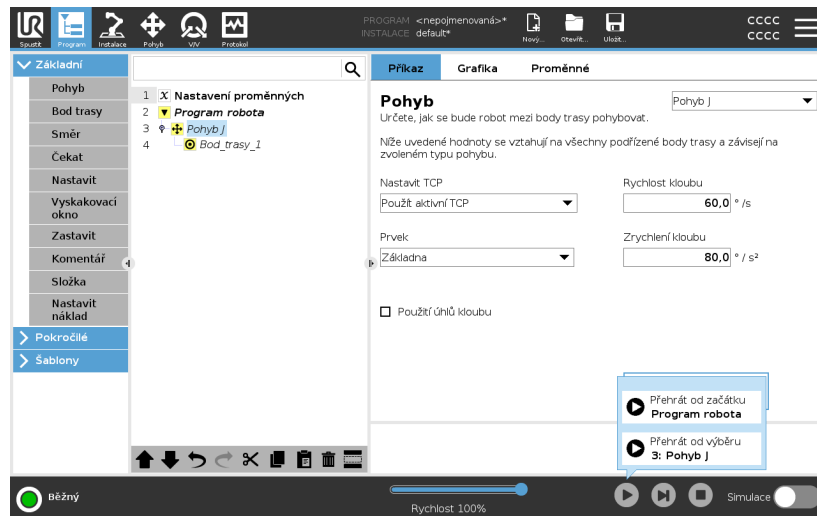 PROGRAM <nepojmenovaná>*
INSTALACE default*
Spustit
Program
Instalace
Pohyb
V/V
Protokol
Nový...
Otevřít...
Uložit...
CCCC
CCCC
Základní
Pohyb
Bod trasy
Směr
Čekat
Nastavit
Vyskakovací
okno
Zastavit
Komentář
Složka
Nastavit
náklad
Pokročilé
Šablony
1 X Nastavení proměnných
2 Program robota
3 Pohyb J
4 Bod_trasy_1
Příkaz
Grafika
Proměnné
Pohyb
Pohyb J
Určete, jak se bude robot mezi body trasy pohybovat.
Níže uvedené hodnoty se vztahují na všechny podřízené body trasy a závisejí na
zvoleném typu pohybu.
Nastavit TCP
Rychlost kloubu
Použít aktivní TCP
60,0 ° /s
Prvek
Zrychlení kloubu
Základna
80,0 ° / s²
Použití úhlů kloubu
Přehrát od začátku
Program robota
Přehrát od výběru
3: Pohyb J
Běžný
Rychlost 100%
Simulace